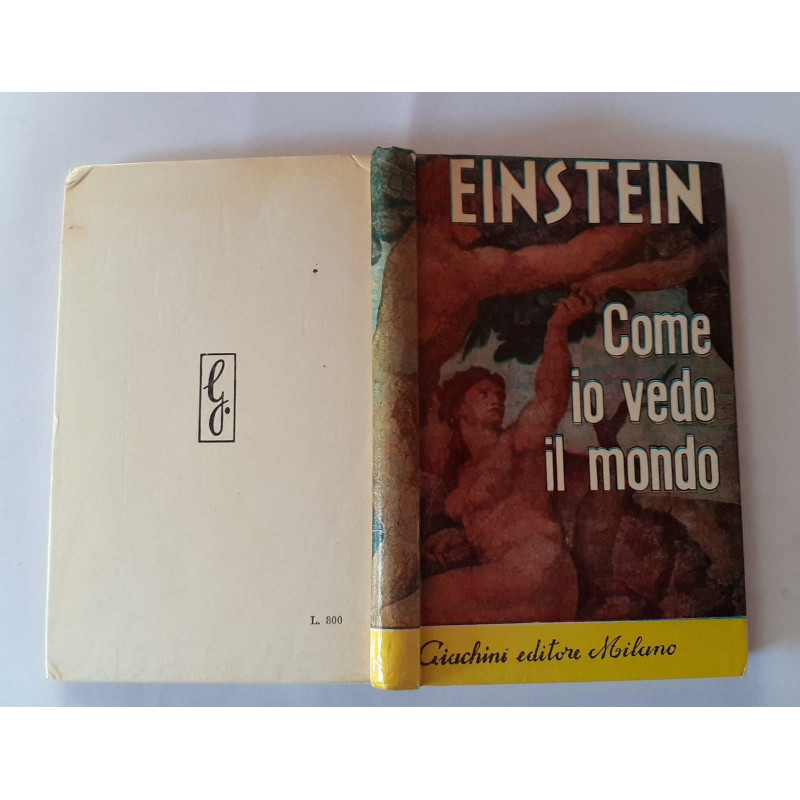 EINSTEIN
Come
io vedo
il mondo
Giachini editore Milano
G.
L. 800